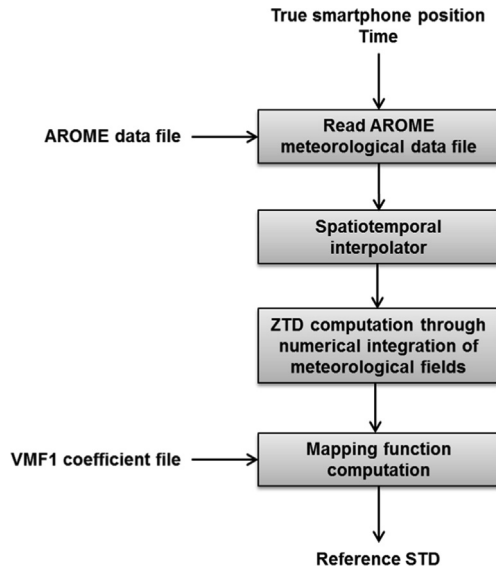 True smartphone position
Time
AROME data file
Read AROME
meteorological data file
Spatiotemporal
interpolator
ZTD computation through
numerical integration of
meteorological fields
VMF1 coefficient file
Mapping function
computation
Reference STD